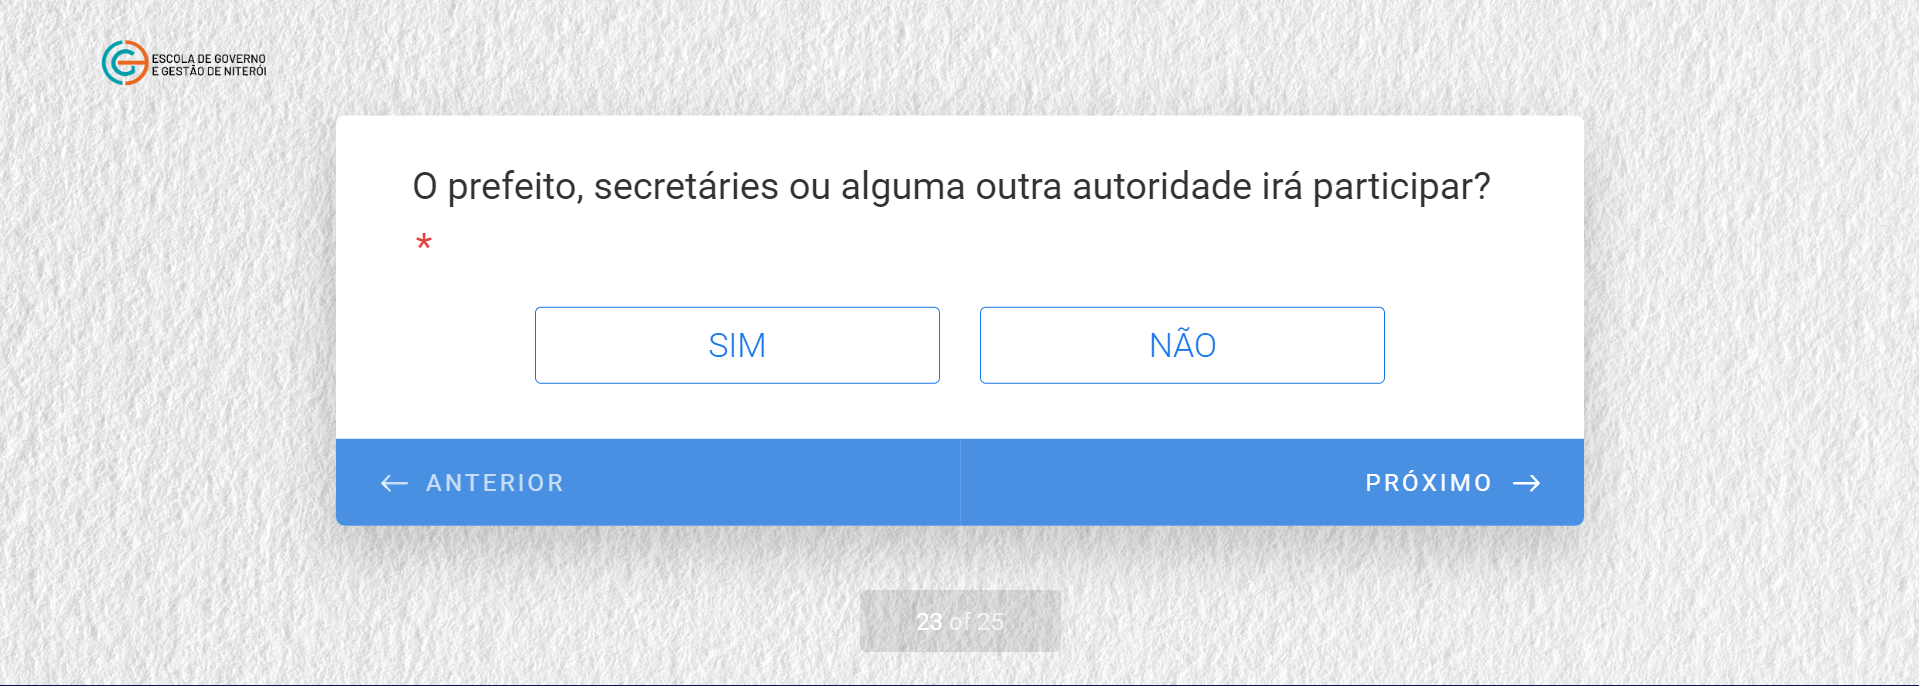 ESCOLA DE GOVERNO
E GESTÃO DE NITERÓI
O prefeito, secretáries ou alguma outra autoridade irá participar?
*
SIM
NÃO
← ANTERIOR
PRÓXIMO →
23 of 25